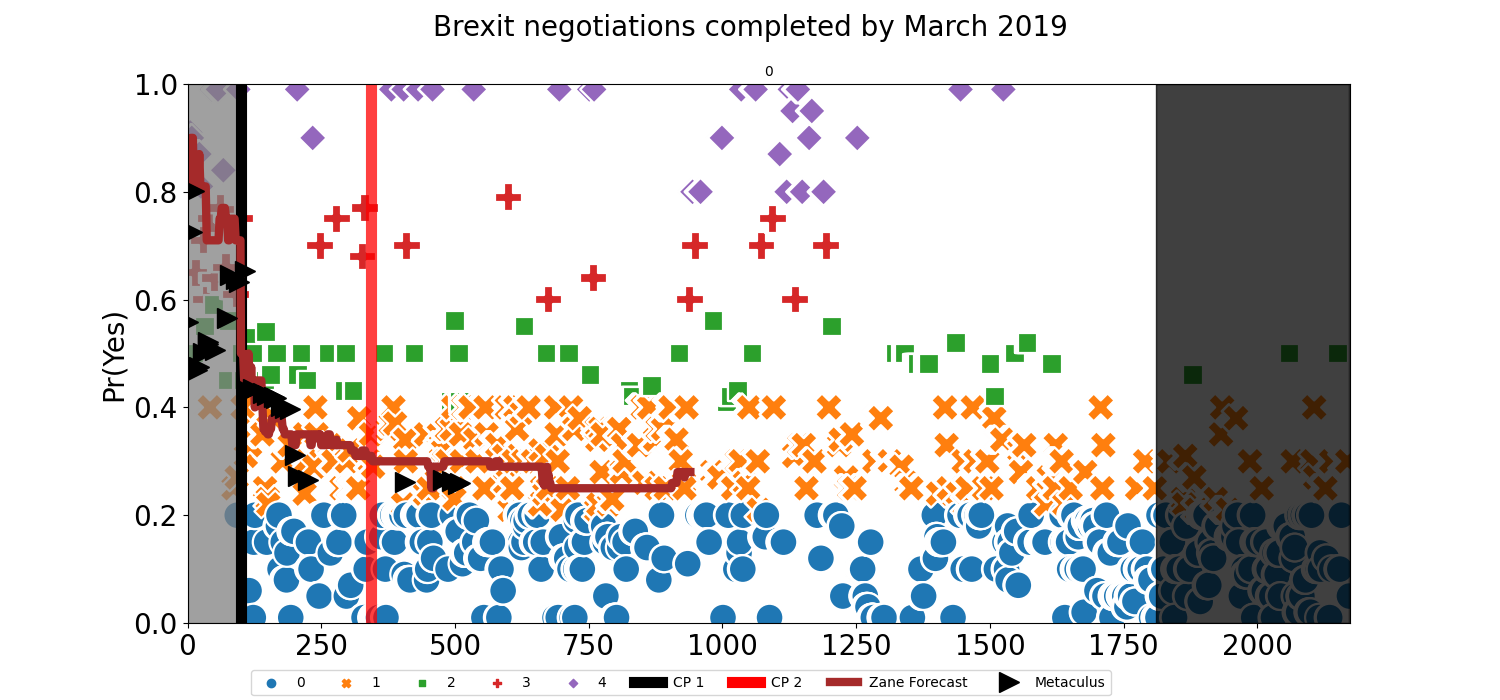 Brexit negotiations completed by March 2019
0
1.0
0.8
0.6
0.4
0.2
0.0
Pr(Yes)
0 250 500 750 1000 1250 1500 1750 2000
0 1 2 3 4 CP 1 CP 2 Zane Forecast Metaculus